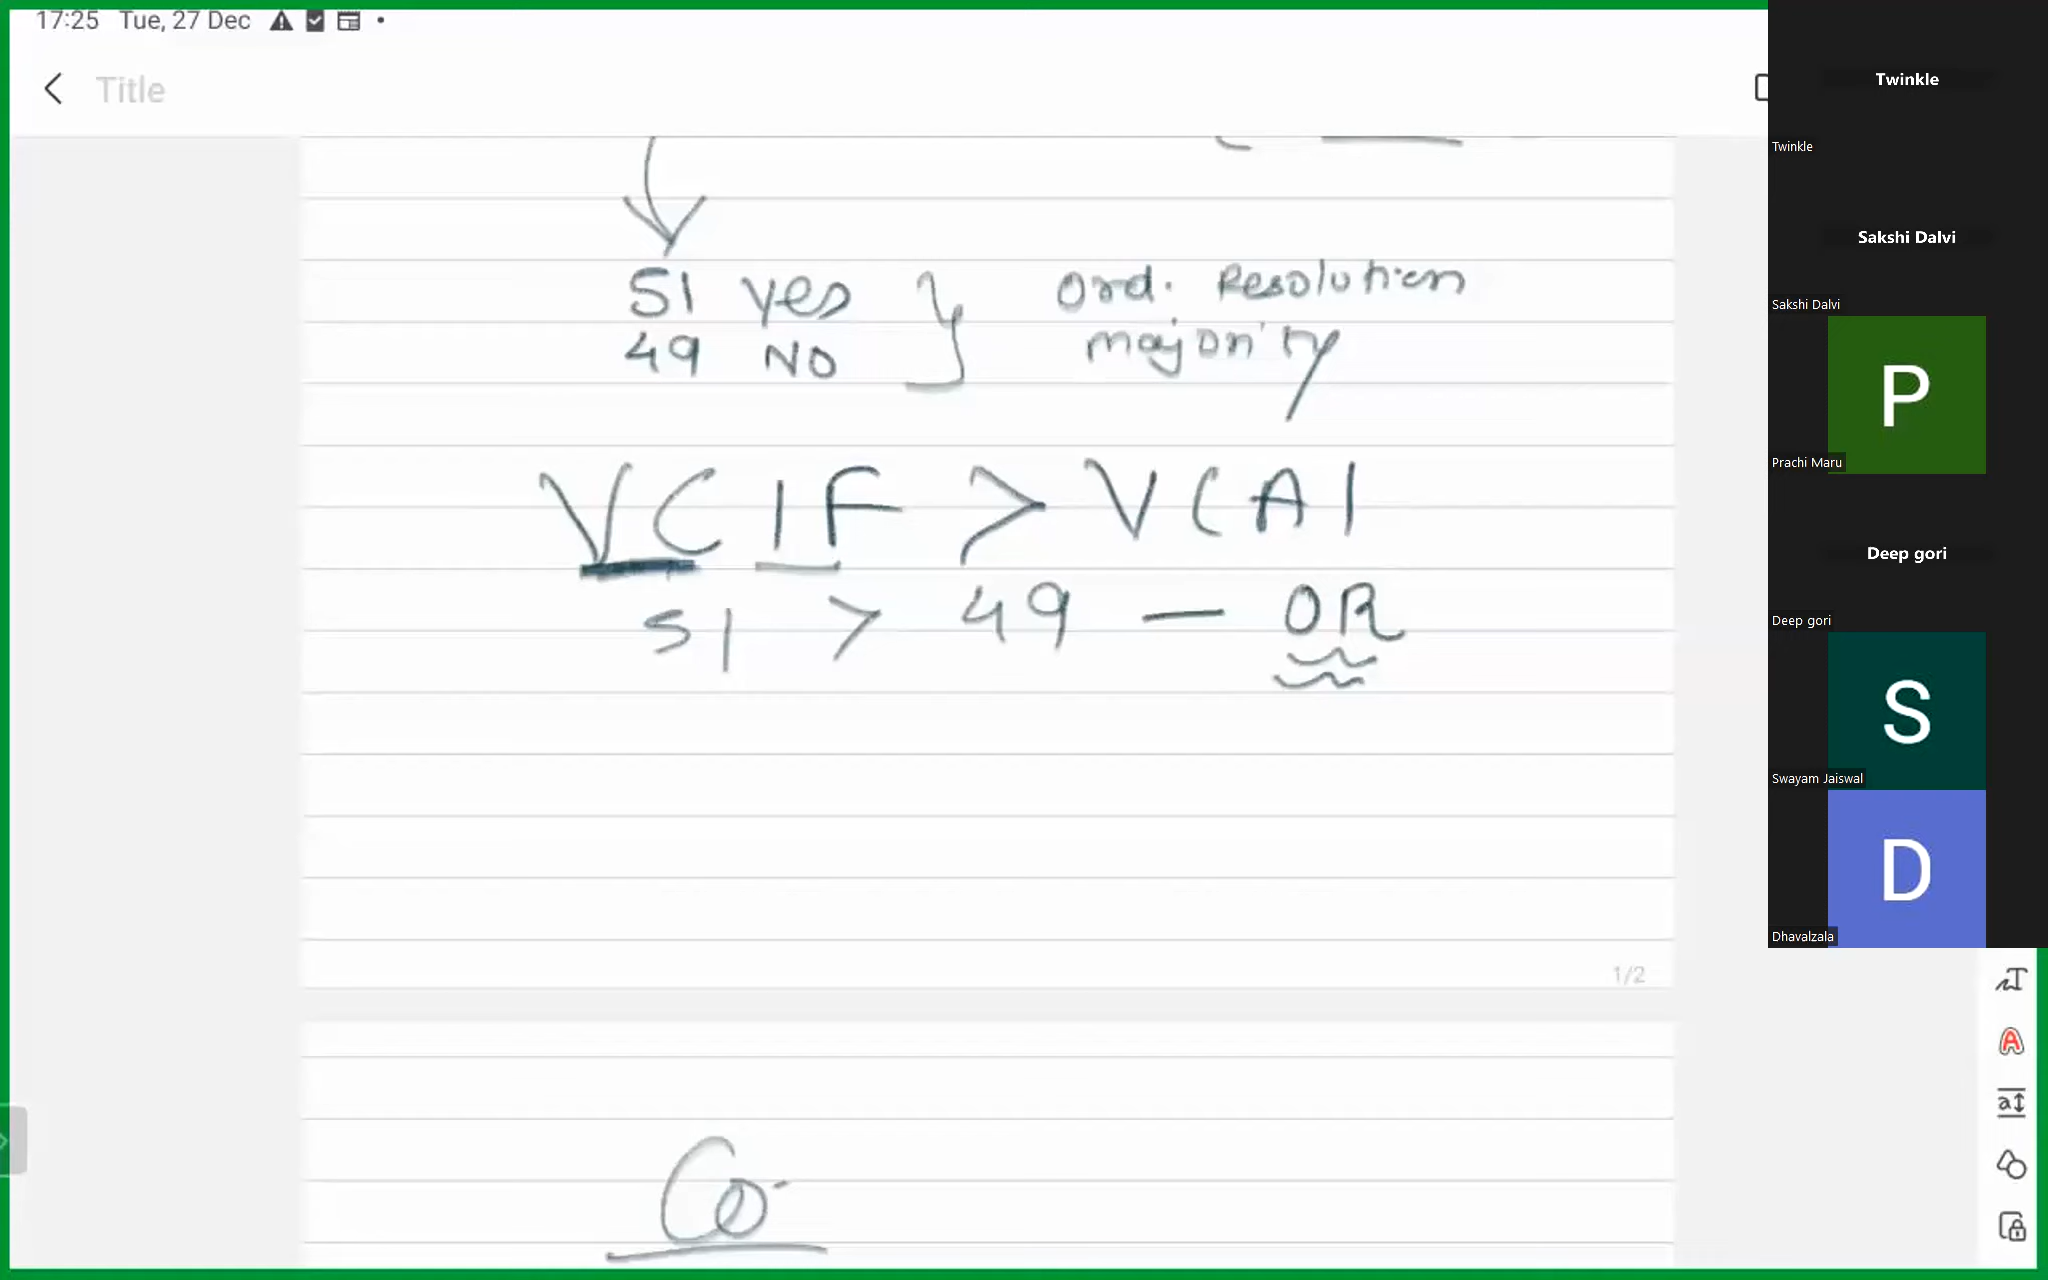 17:25 Tue, 27 Dec
Title
51 yes
49 NO
Ord. Resolution
majority
VCIF > VCAI
51 > 49 — OR
1/2
Co.
Twinkle
Twinkle
Sakshi Dalvi
Sakshi Dalvi
P
Prachi Maru
Deep gori
Deep gori
S
Swayam Jaiswal
D
Dhavalzala